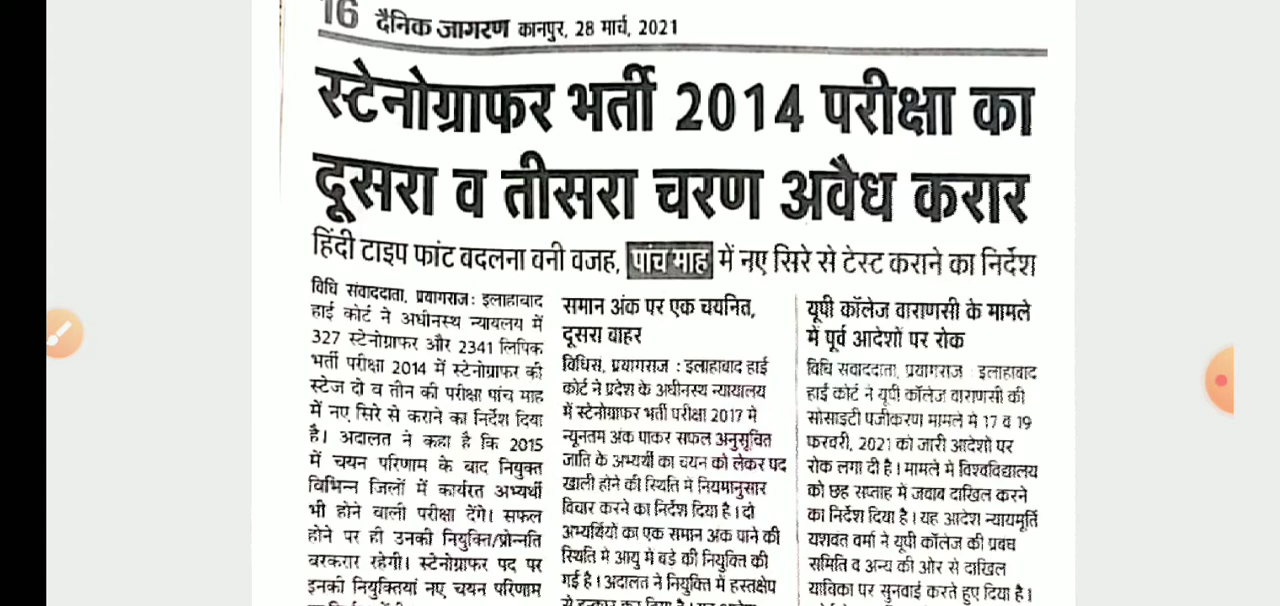 16 दैनिक जागरण कानपुर, 28 मार्च, 2021
स्टेनोग्राफर भर्ती 2014 परीक्षा का
दूसरा व तीसरा चरण अवैध करार
हिंदी टाइप फांट बदलना बनी वजह, पांच माह में नए सिरे से टेस्ट कराने का निर्देश
विधि संवाददाता, प्रयागराज : इलाहाबाद
हाई कोर्ट ने अधीनस्थ न्यायलय में
327 स्टेनोग्राफर और 2341 लिपिक
भर्ती परीक्षा 2014 में स्टेनोग्राफर की
स्टेज दो व तीन की परीक्षा पांच माह
में नए सिरे से कराने का निर्देश दिया
है। अदालत ने कहा है कि 2015
में चयन परिणाम के बाद नियुक्त
विभिन्न जिलों में कार्यरत अभ्यर्थी
भी होने वाली परीक्षा देंगे। सफल
होने पर ही उनकी नियुक्ति/प्रोन्नति
बरकरार रहेगी। स्टेनोग्राफर पद पर
इनकी नियुक्तियां नए चयन परिणाम
समान अंक पर एक चयनित,
दूसरा बाहर
विधिसं, प्रयागराज : इलाहाबाद हाई
कोर्ट ने प्रदेश के अधीनस्थ न्यायालय
में स्टेनोग्राफर भर्ती परीक्षा 2017 में
न्यूनतम अंक पाकर सफल अनुसूचित
जाति के अभ्यर्थी का चयन को लेकर पद
खाली होने की स्थिति में नियमानुसार
विचार करने का निर्देश दिया है। दो
अभ्यर्थियों का एक समान अंक पाने की
स्थिति में आयु में बड़े की नियुक्ति की
गई है। अदालत ने नियुक्ति में हस्तक्षेप
से इन्कार कर दिया है।
यूपी कॉलेज वाराणसी के मामले
में पूर्व आदेशों पर रोक
विधि संवाददाता, प्रयागराज : इलाहाबाद
हाई कोर्ट ने यूपी कॉलेज वाराणसी की
सोसाइटी पंजीकरण मामले में 17 व 19
फरवरी, 2021 को जारी आदेशों पर
रोक लगा दी है। मामले में विश्वविद्यालय
को छह सप्ताह में जवाब दाखिल करने
का निर्देश दिया है। यह आदेश न्यायमूर्ति
यशवंत वर्मा ने यूपी कॉलेज की प्रबंध
समिति व अन्य की ओर से दाखिल
याचिका पर सुनवाई करते हुए दिया है।